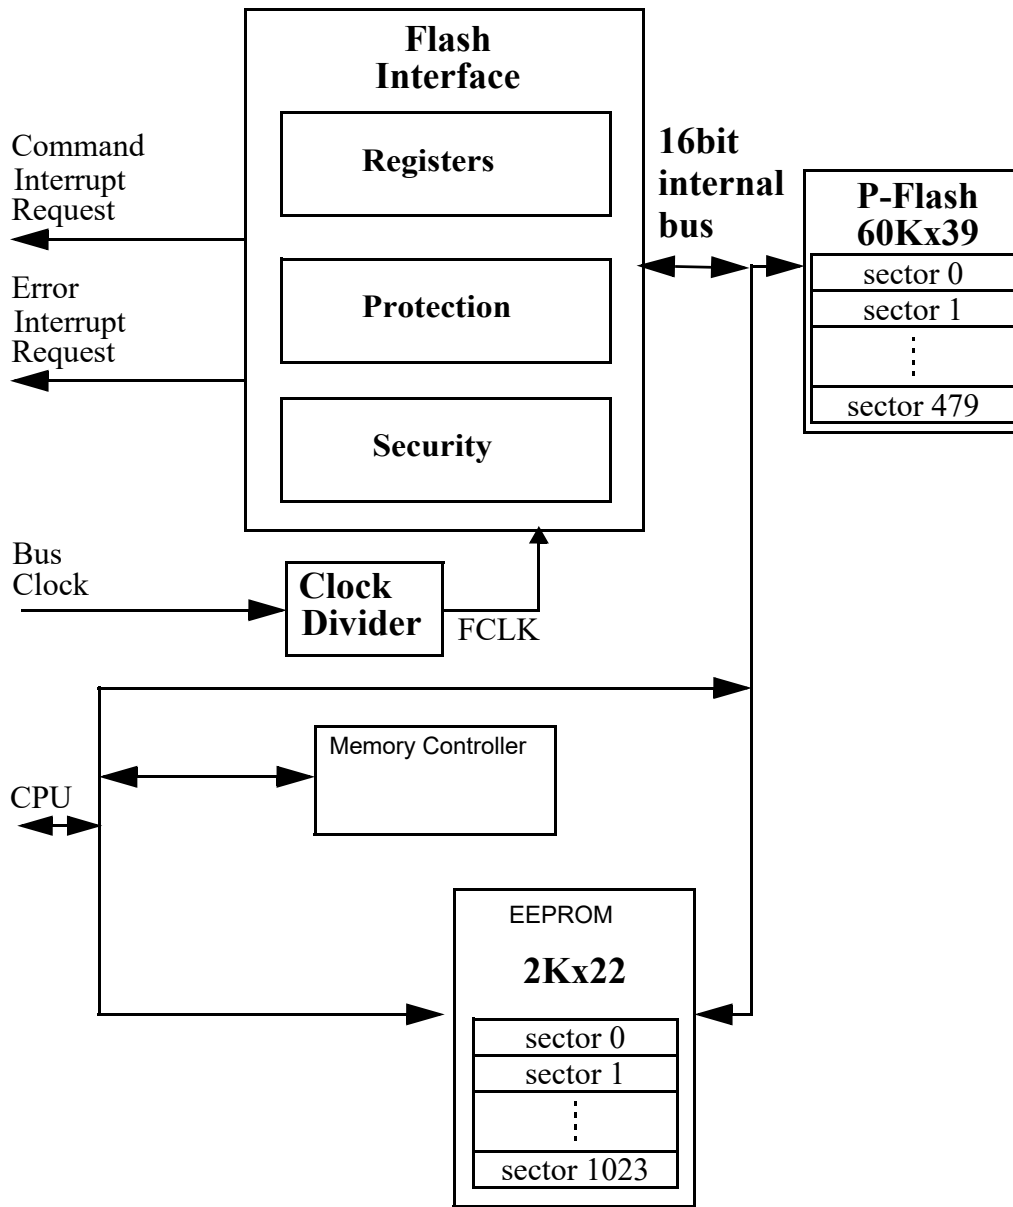 Flash
Interface
Registers
Protection
Security
Command
Interrupt
Request
Error
Interrupt
Request
16bit
internal
bus
P-Flash
60Kx39
sector 0
sector 1
sector 479
Bus
Clock
Clock
Divider
FCLK
Memory Controller
CPU
EEPROM
2Kx22
sector 0
sector 1
sector 1023